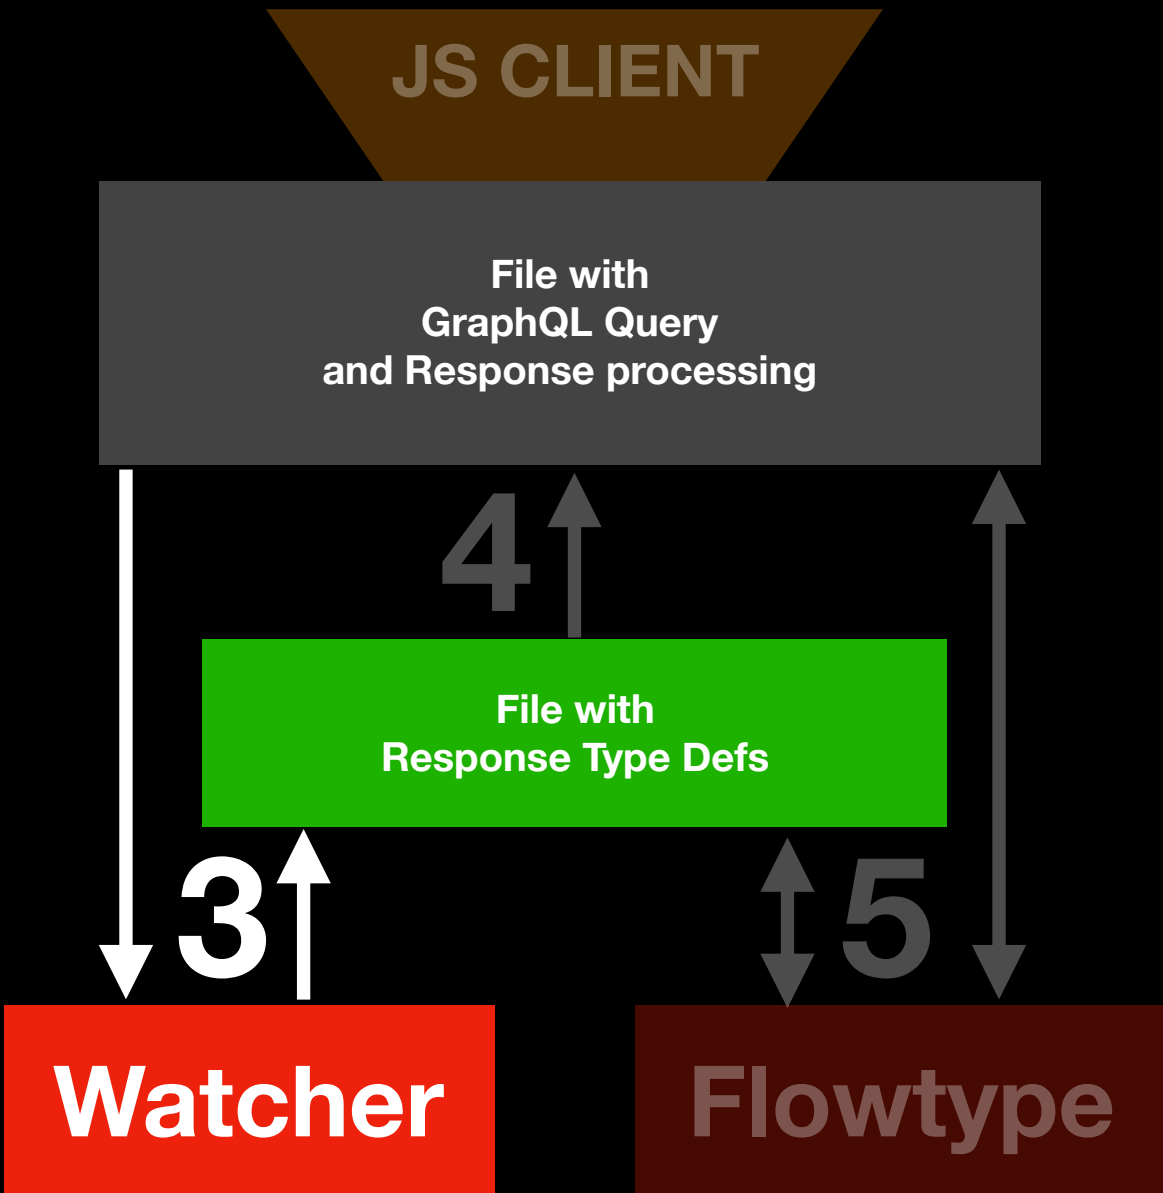 JS CLIENT
File with
GraphQL Query
and Response processing
4
File with
Response Type Defs
3
5
Watcher
Flowtype